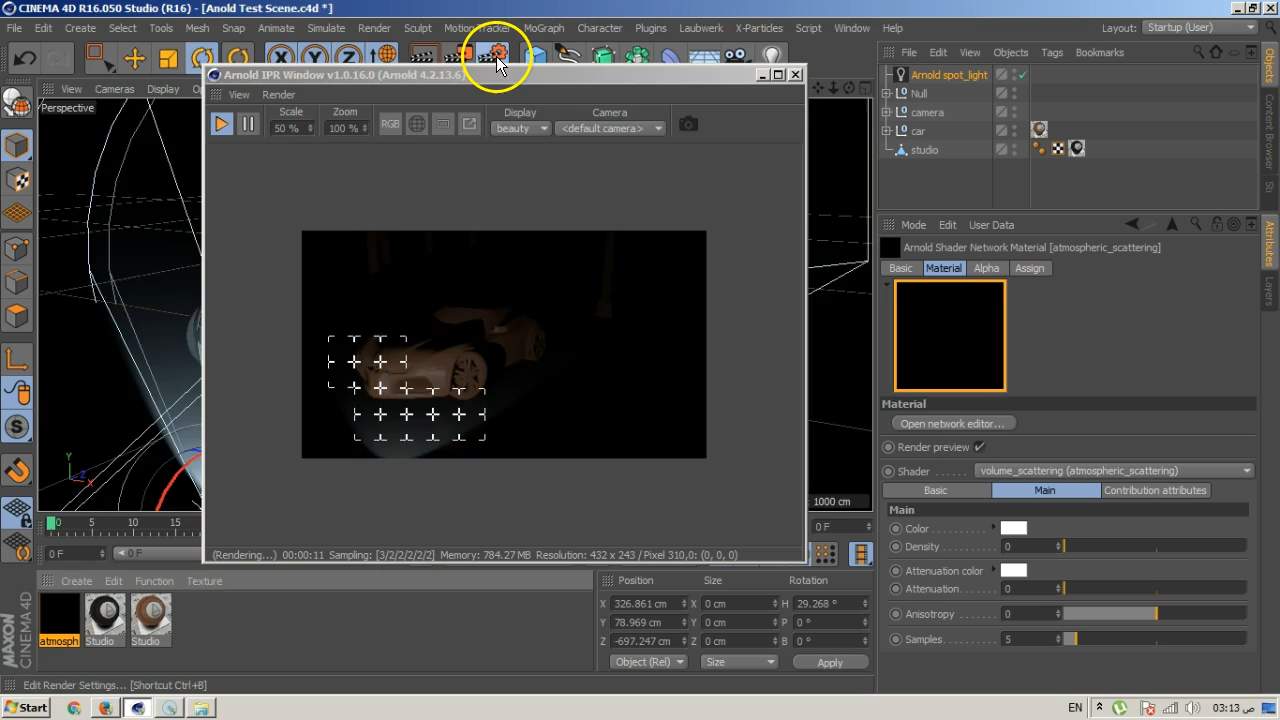 CINEMA 4D R16.050 Studio (R16) - [Anold Test Scene.c4d *]
File Edit Create Select Tools Mesh Snap Animate Simulate Render Sculpt Motion Tracker MoGraph Character Plugins Laubwerk X-Particles Script Window Help Layout: Startup (User)
File Edit View Objects Tags Bookmarks
Arnold IPR Window v1.0.16.0 (Arnold 4.2.13.6)
Arnold spot_light
View Cameras Display
View Render
Null
Perspective
Scale Zoom Display Camera
camera
50 % 100 % RGB beauty <default camera>
car
studio
Objects
Content Browser
Mode Edit User Data
Arnold Shader Network Material [atmospheric_scattering]
Basic Material Alpha Assign
Attributes
Layers
Material
Open network editor...
Render preview
Shader volume_scattering (atmospheric_scattering)
Basic Main Contribution attributes
Y
Z
X
1000 cm
Main
0 5 10 15
0 F
Color
Density 0
0 F 0 F
(Rendering...) 00:00:11 Sampling: [3/2/2/2/2/2] Memory: 784.27 MB Resolution: 432 x 243 / Pixel 310,0: (0, 0, 0)
Attenuation color
Create Edit Function Texture
Position Size Rotation
Attenuation 0
X 326.861 cm X 0 cm H 29.268 °
Anisotropy 0
Y 78.969 cm Y 0 cm P 0 °
Samples 5
Z -697.247 cm Z 0 cm B 0 °
atmosph Studio Studio
Object (Rel) Size Apply
MAXON
CINEMA 4D
Edit Render Settings... [Shortcut Ctrl+B]
Start EN 03:13 ص